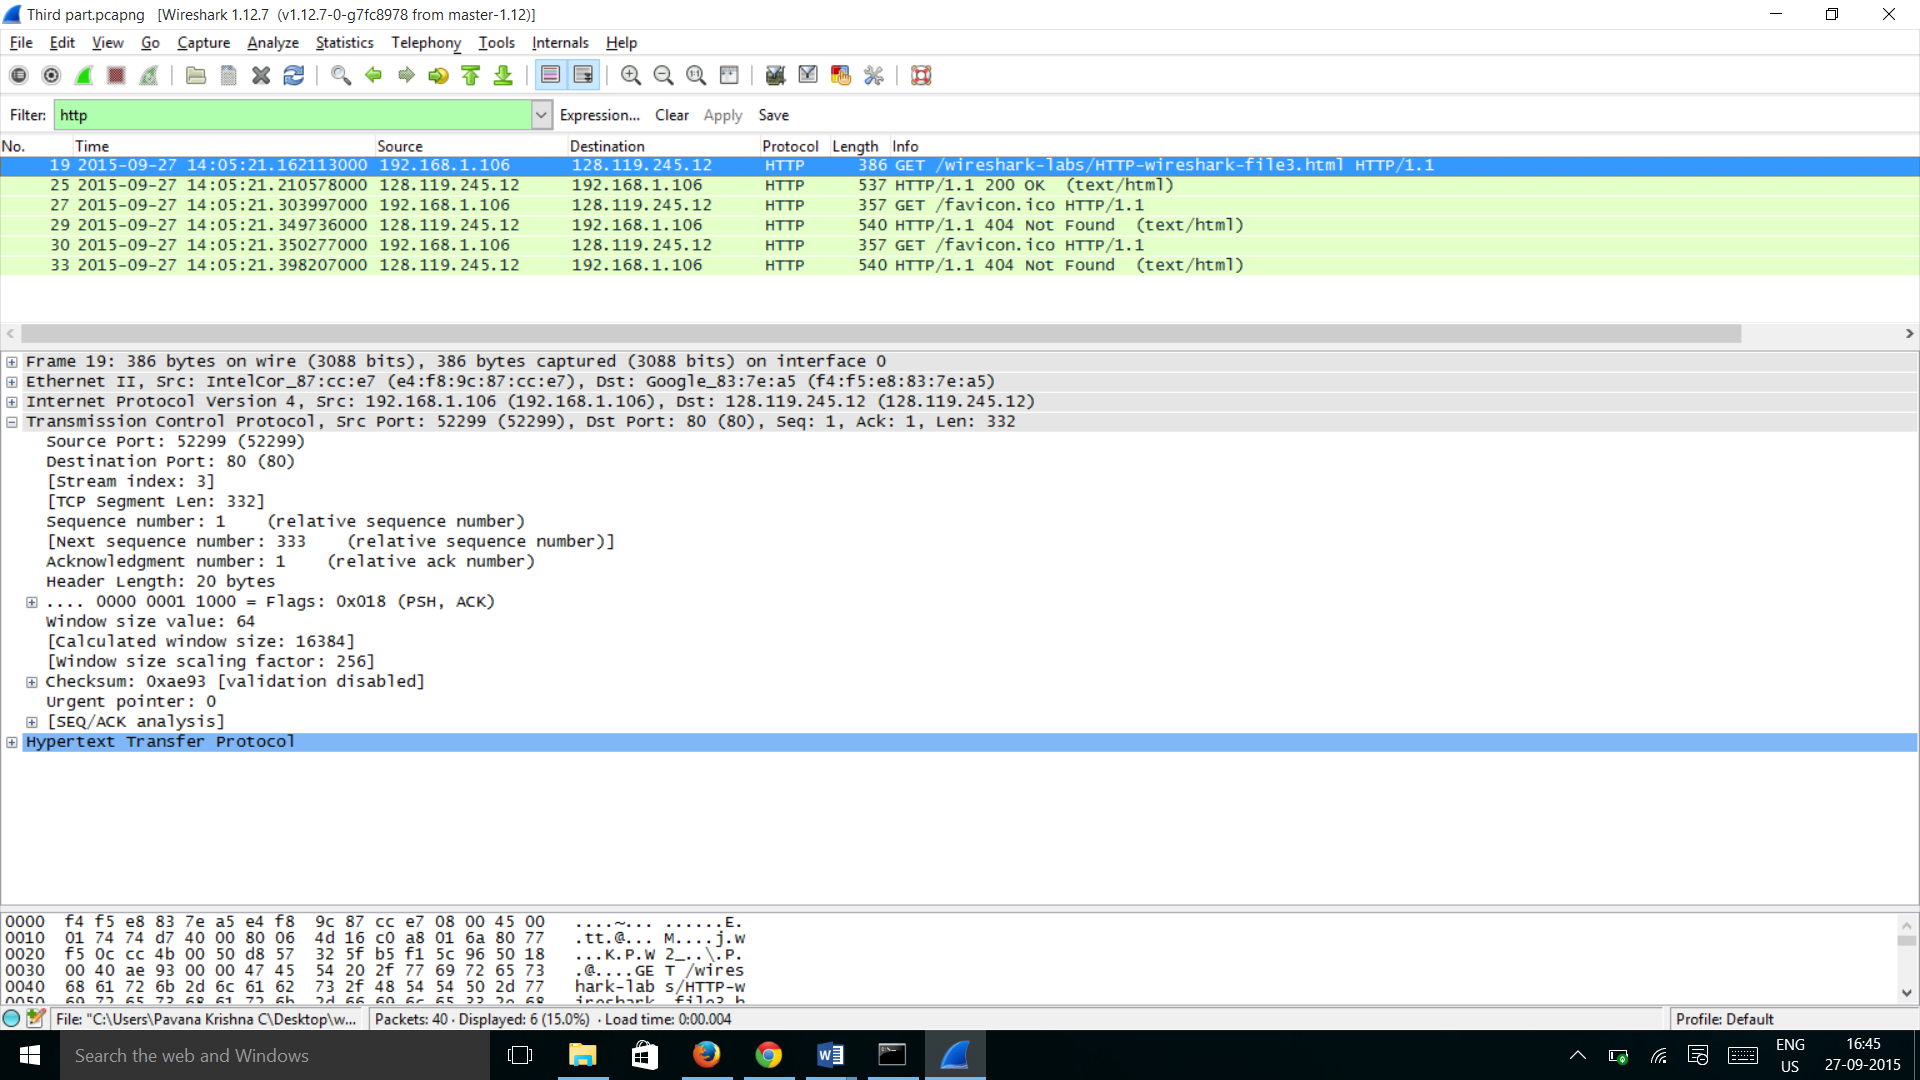 Third part.pcapng   [Wireshark 1.12.7  (v1.12.7-0-g7fc8978 from master-1.12)]
File Edit View Go Capture Analyze Statistics Telephony Tools Internals Help
Filter: http Expression... Clear Apply Save
No. Time Source Destination Protocol Length Info
19 2015-09-27 14:05:21.162113000 192.168.1.106 128.119.245.12 HTTP 386 GET /wireshark-labs/HTTP-wireshark-file3.html HTTP/1.1
25 2015-09-27 14:05:21.210578000 128.119.245.12 192.168.1.106 HTTP 537 HTTP/1.1 200 OK  (text/html)
27 2015-09-27 14:05:21.303997000 192.168.1.106 128.119.245.12 HTTP 357 GET /favicon.ico HTTP/1.1
29 2015-09-27 14:05:21.349736000 128.119.245.12 192.168.1.106 HTTP 540 HTTP/1.1 404 Not Found  (text/html)
30 2015-09-27 14:05:21.350277000 192.168.1.106 128.119.245.12 HTTP 357 GET /favicon.ico HTTP/1.1
33 2015-09-27 14:05:21.398207000 128.119.245.12 192.168.1.106 HTTP 540 HTTP/1.1 404 Not Found  (text/html)
Frame 19: 386 bytes on wire (3088 bits), 386 bytes captured (3088 bits) on interface 0
Ethernet II, Src: IntelCor_87:cc:e7 (e4:f8:9c:87:cc:e7), Dst: Google_83:7e:a5 (f4:f5:e8:83:7e:a5)
Internet Protocol Version 4, Src: 192.168.1.106 (192.168.1.106), Dst: 128.119.245.12 (128.119.245.12)
Transmission Control Protocol, Src Port: 52299 (52299), Dst Port: 80 (80), Seq: 1, Ack: 1, Len: 332
Source Port: 52299 (52299)
Destination Port: 80 (80)
[Stream index: 3]
[TCP Segment Len: 332]
Sequence number: 1    (relative sequence number)
[Next sequence number: 333    (relative sequence number)]
Acknowledgment number: 1    (relative ack number)
Header Length: 20 bytes
.... 0000 0001 1000 = Flags: 0x018 (PSH, ACK)
Window size value: 64
[Calculated window size: 16384]
[Window size scaling factor: 256]
Checksum: 0xae93 [validation disabled]
Urgent pointer: 0
[SEQ/ACK analysis]
Hypertext Transfer Protocol
0000  f4 f5 e8 83 7e a5 e4 f8  9c 87 cc e7 08 00 45 00   ....~... ......E.
0010  01 74 74 d7 40 00 80 06  4d 16 c0 a8 01 6a 80 77   .tt.@... M....j.w
0020  f5 0c cc 4b 00 50 d8 57  32 5f b5 f1 5c 96 50 18   ...K.P.W 2_..\.P.
0030  00 40 ae 93 00 00 47 45  54 20 2f 77 69 72 65 73   .@....GE T /wires
0040  68 61 72 6b 2d 6c 61 62  73 2f 48 54 54 50 2d 77   hark-lab s/HTTP-w
0050  69 72 65 73 68 61 72 6b  2d 66 69 6c 65 33 2e 68   ireshark -file3.h
File: "C:\Users\Pavana Krishna C\Desktop\w... Packets: 40 · Displayed: 6 (15.0%)  · Load time: 0:00.004 Profile: Default
Search the web and Windows
ENG
US
16:45
27-09-2015